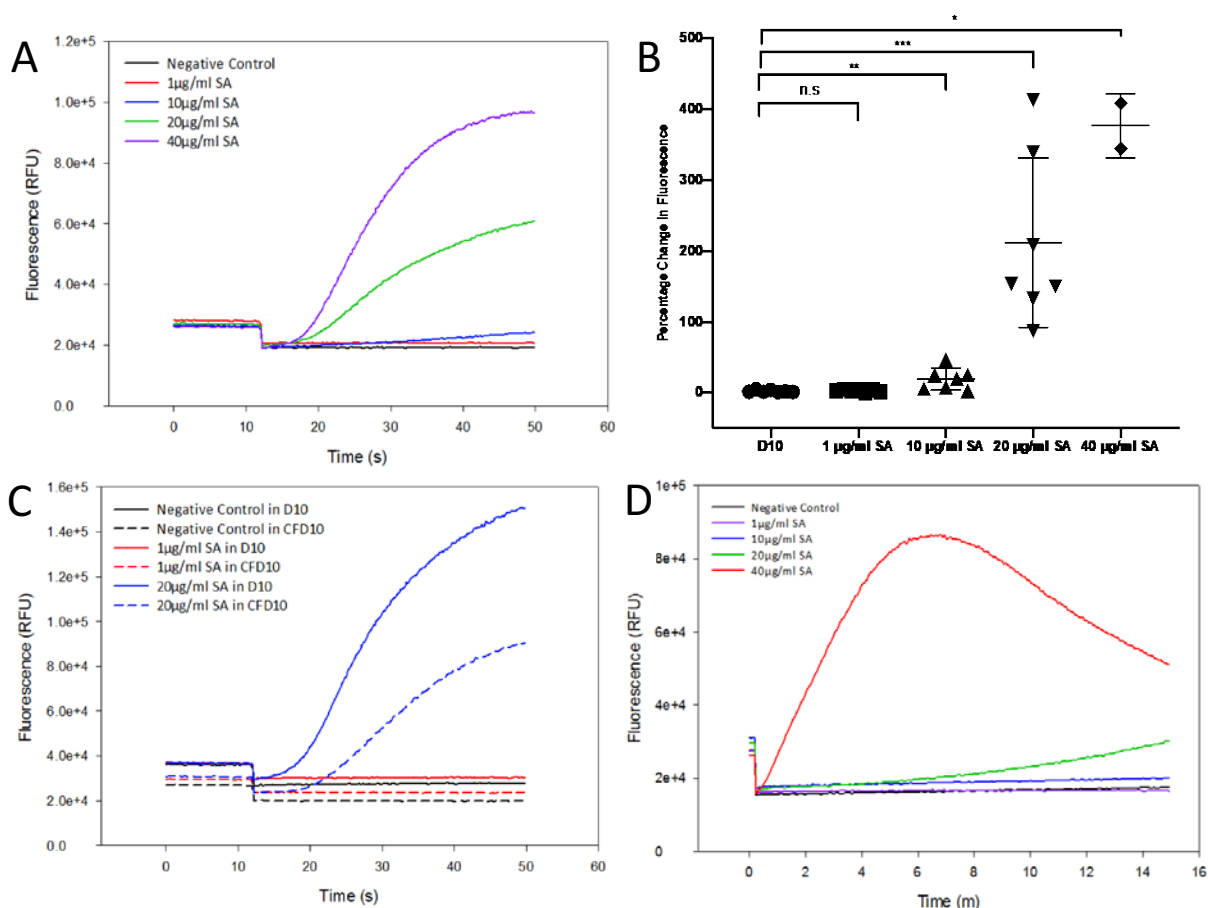 A
1.2e+5
1.0e+5
8.0e+4
6.0e+4
4.0e+4
2.0e+4
0.0
Fluorescence (RFU)
Negative Control
1µg/ml SA
10µg/ml SA
20µg/ml SA
40µg/ml SA
0 10 20 30 40 50 60
Time (s)
B
*
***
**
n.s
500
400
300
200
100
0
Percentage Change in Fluorescence
D10 1 µg/ml SA 10 µg/ml SA 20 µg/ml SA 40 µg/ml SA
C
1.6e+5
1.4e+5
1.2e+5
1.0e+5
8.0e+4
6.0e+4
4.0e+4
2.0e+4
0.0
Fluorescence (RFU)
Negative Control in D10
Negative Control in CFD10
1µg/ml SA in D10
1µg/ml SA in CFD10
20µg/ml SA in D10
20µg/ml SA in CFD10
0 10 20 30 40 50 60
Time (s)
D
1e+5
8e+4
6e+4
4e+4
2e+4
0
Fluorescence (RFU)
Negative Control
1µg/ml SA
10µg/ml SA
20µg/ml SA
40µg/ml SA
0 2 4 6 8 10 12 14 16
Time (m)